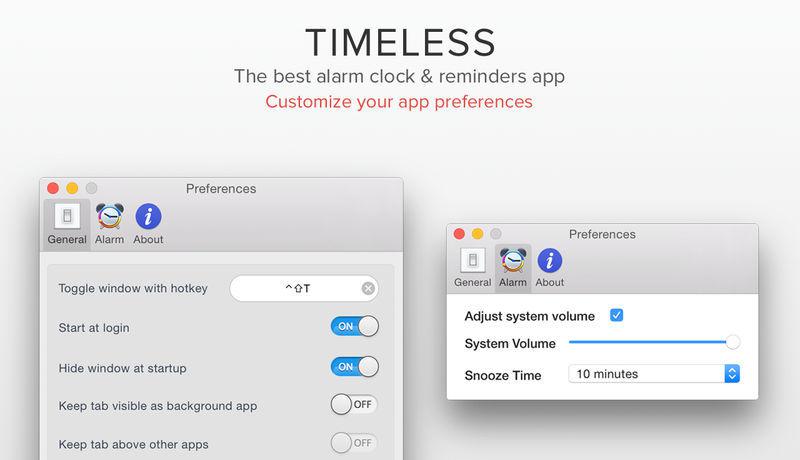 TIMELESS
The best alarm clock & reminders app
Customize your app preferences
Preferences
General Alarm About
Toggle window with hotkey ^⇧T
Start at login ON
Hide window at startup ON
Keep tab visible as background app OFF
Keep tab above other apps OFF
Preferences
General Alarm About
Adjust system volume
System Volume
Snooze Time 10 minutes